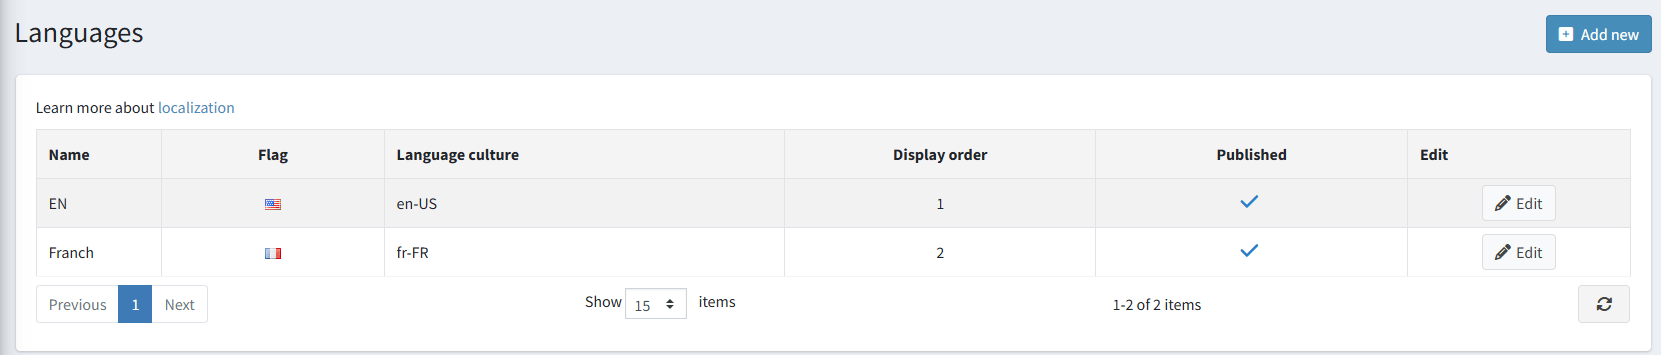 Languages
Add new
Learn more about localization
Name Flag Language culture Display order Published Edit
EN en-US 1 Edit
Franch fr-FR 2 Edit
Previous 1 Next Show 15 items 1-2 of 2 items